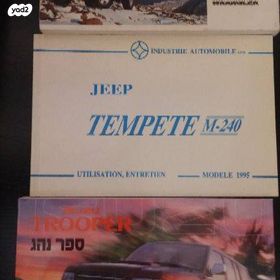 yad2
WRANGLER
INDUSTRIE AUTOMOBILE
JEEP
TEMPETE M-240
UTILISATION, ENTRETIEN MODELE 1995
TROOPER
ספר נהג